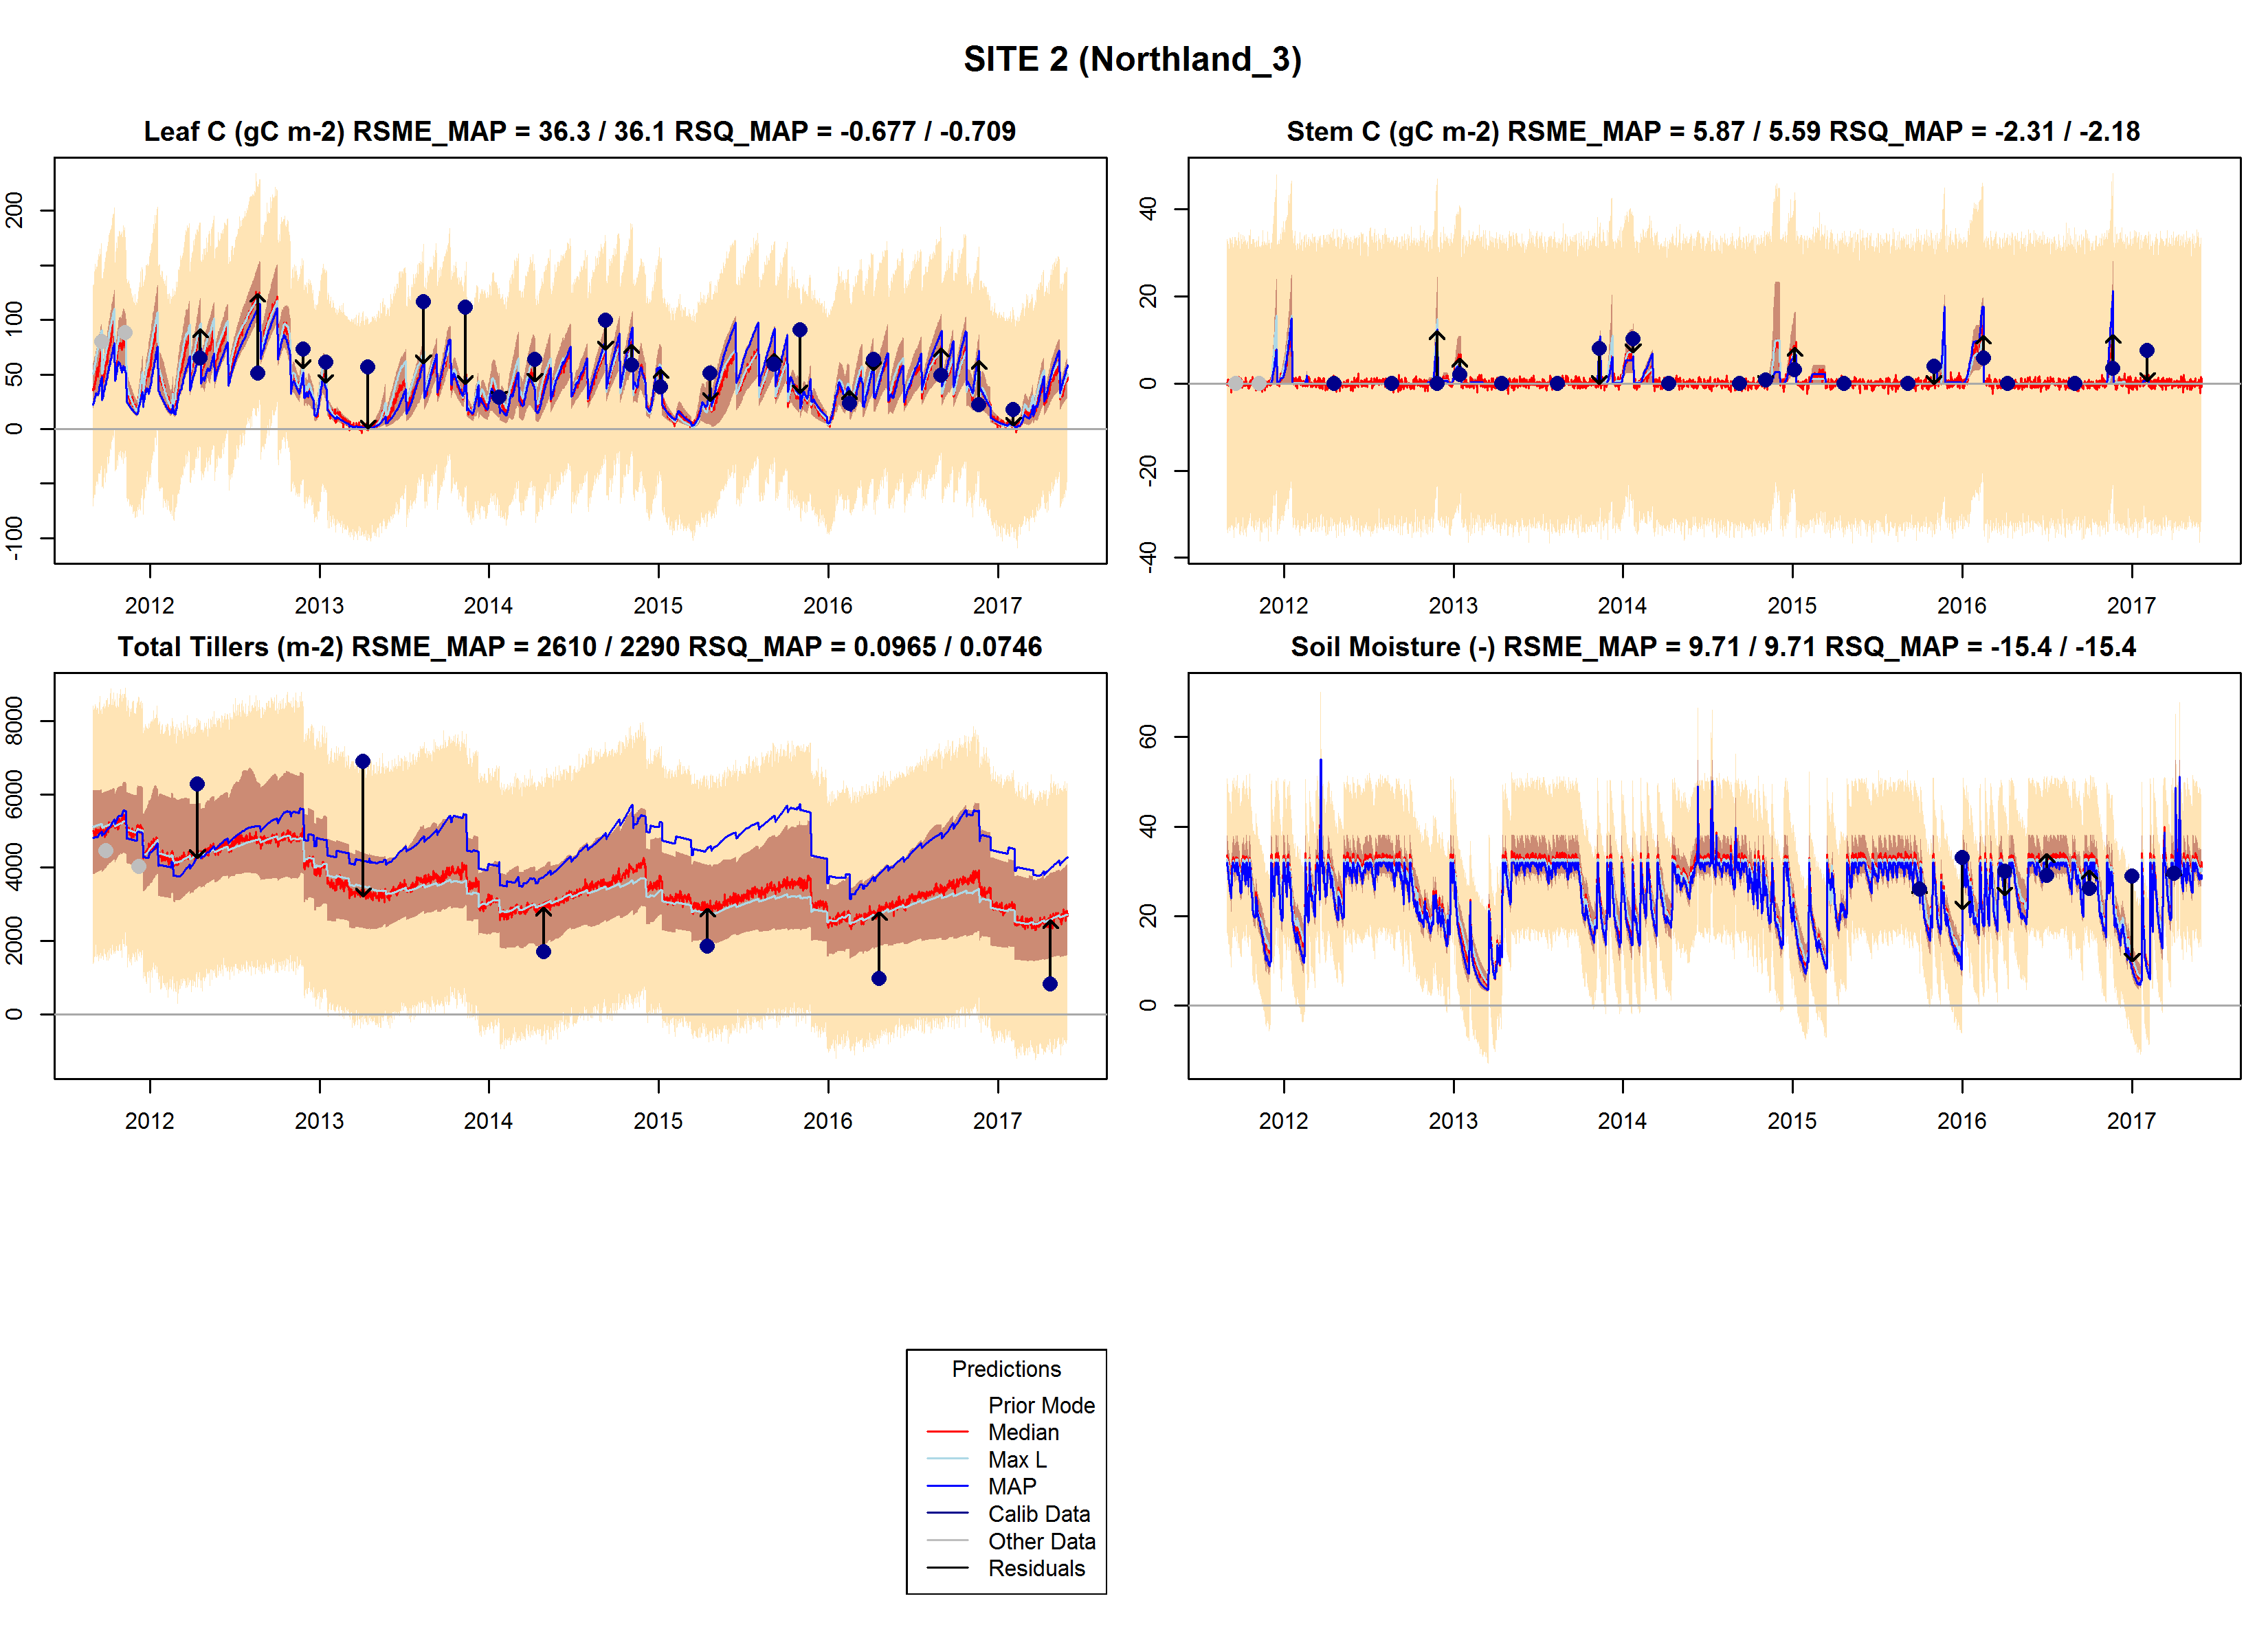 SITE 2 (Northland_3)
Leaf C (gC m-2) RSME_MAP = 36.3 / 36.1 RSQ_MAP = -0.677 / -0.709
200
100
50
0
-100
2012 2013 2014 2015 2016 2017
Stem C (gC m-2) RSME_MAP = 5.87 / 5.59 RSQ_MAP = -2.31 / -2.18
40
20
0
-20
-40
2012 2013 2014 2015 2016 2017
Total Tillers (m-2) RSME_MAP = 2610 / 2290 RSQ_MAP = 0.0965 / 0.0746
8000
6000
4000
2000
0
2012 2013 2014 2015 2016 2017
Soil Moisture (-) RSME_MAP = 9.71 / 9.71 RSQ_MAP = -15.4 / -15.4
60
40
20
0
2012 2013 2014 2015 2016 2017
Predictions
Prior Mode
Median
Max L
MAP
Calib Data
Other Data
Residuals